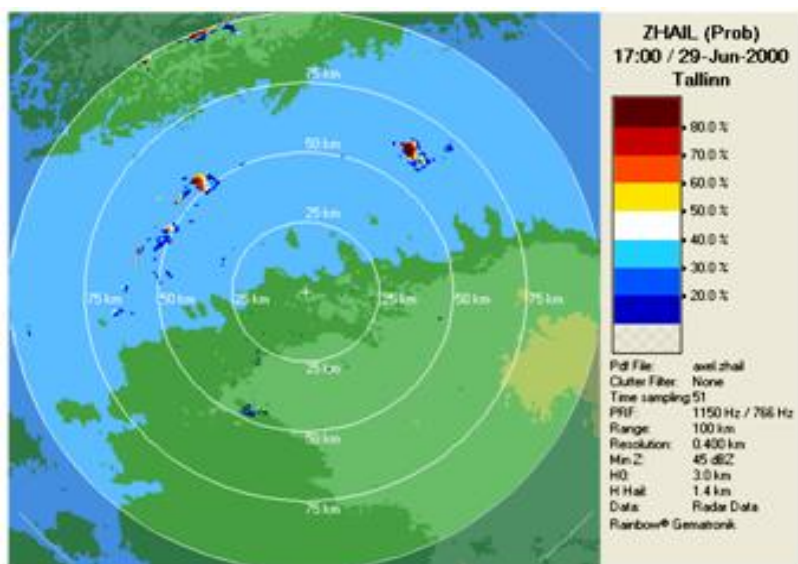 ZHAIL (Prob)
17:00 / 29-Jun-2000
Tallinn
80.0 %
70.0 %
60.0 %
50.0 %
40.0 %
30.0 %
20.0 %
Pdf File: axel.zhail
Clutter Filter: None
Time sampling:51
PRF: 1150 Hz / 766 Hz
Range: 100 km
Resolution: 0.400 km
Min Z: 45 dBZ
H0: 3.0 km
H Hail: 1.4 km
Data: Radar Data
Rainbow® Gematronik
75 km
50 km
25 km
75 km 50 km 25 km 25 km 50 km 75 km
25 km
50 km
75 km